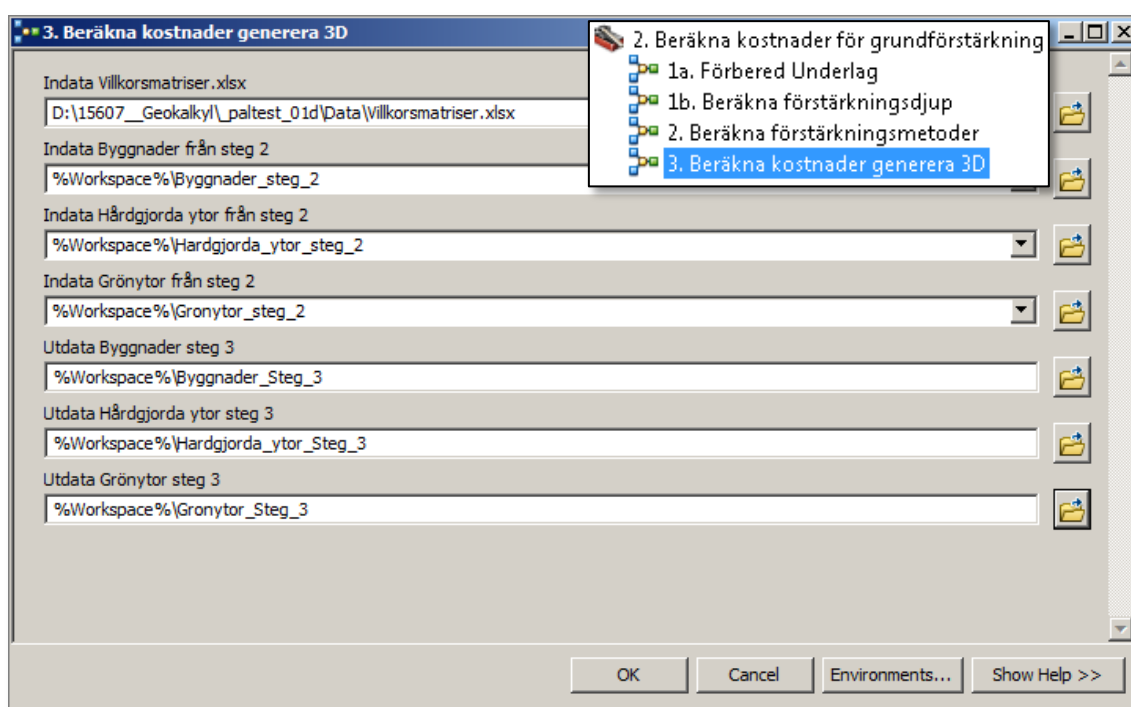 3. Beräkna kostnader generera 3D
2. Beräkna kostnader för grundförstärkning
1a. Förbered Underlag
1b. Beräkna förstärkningsdjup
2. Beräkna förstärkningsmetoder
3. Beräkna kostnader generera 3D
Indata Villkorsmatriser.xlsx
D:\15607__Geokalkyl\_paltest_01d\Data\Villkorsmatriser.xlsx
Indata Byggnader från steg 2
%Workspace%\Byggnader_steg_2
Indata Hårdgjorda ytor från steg 2
%Workspace%\Hardgjorda_ytor_steg_2
Indata Grönytor från steg 2
%Workspace%\Gronytor_steg_2
Utdata Byggnader steg 3
%Workspace%\Byggnader_Steg_3
Utdata Hårdgjorda ytor steg 3
%Workspace%\Hardgjorda_ytor_Steg_3
Utdata Grönytor steg 3
%Workspace%\Gronytor_Steg_3
OK
Cancel
Environments...
Show Help >>